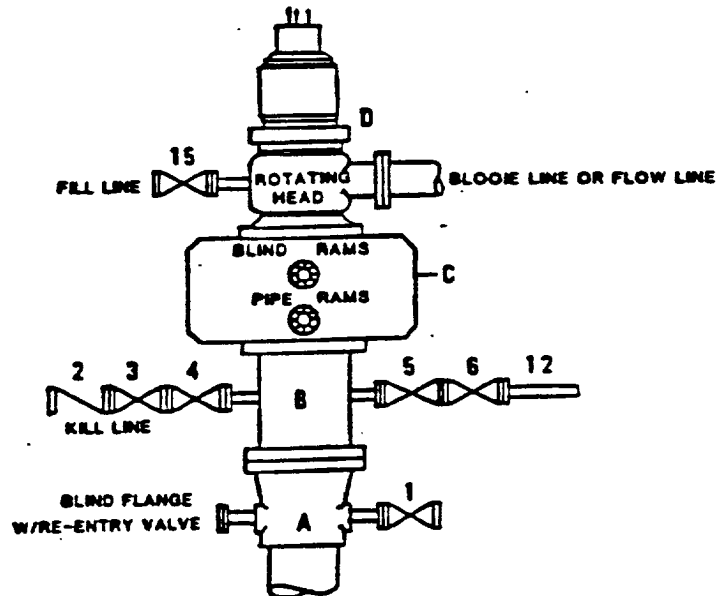 D
15
FILL LINE
ROTATING
HEAD
BLOOIE LINE OR FLOW LINE
BLIND RAMS
C
PIPE RAMS
2 3 4
5 6 12
B
KILL LINE
1
BLIND FLANGE
W/RE-ENTRY VALVE
A